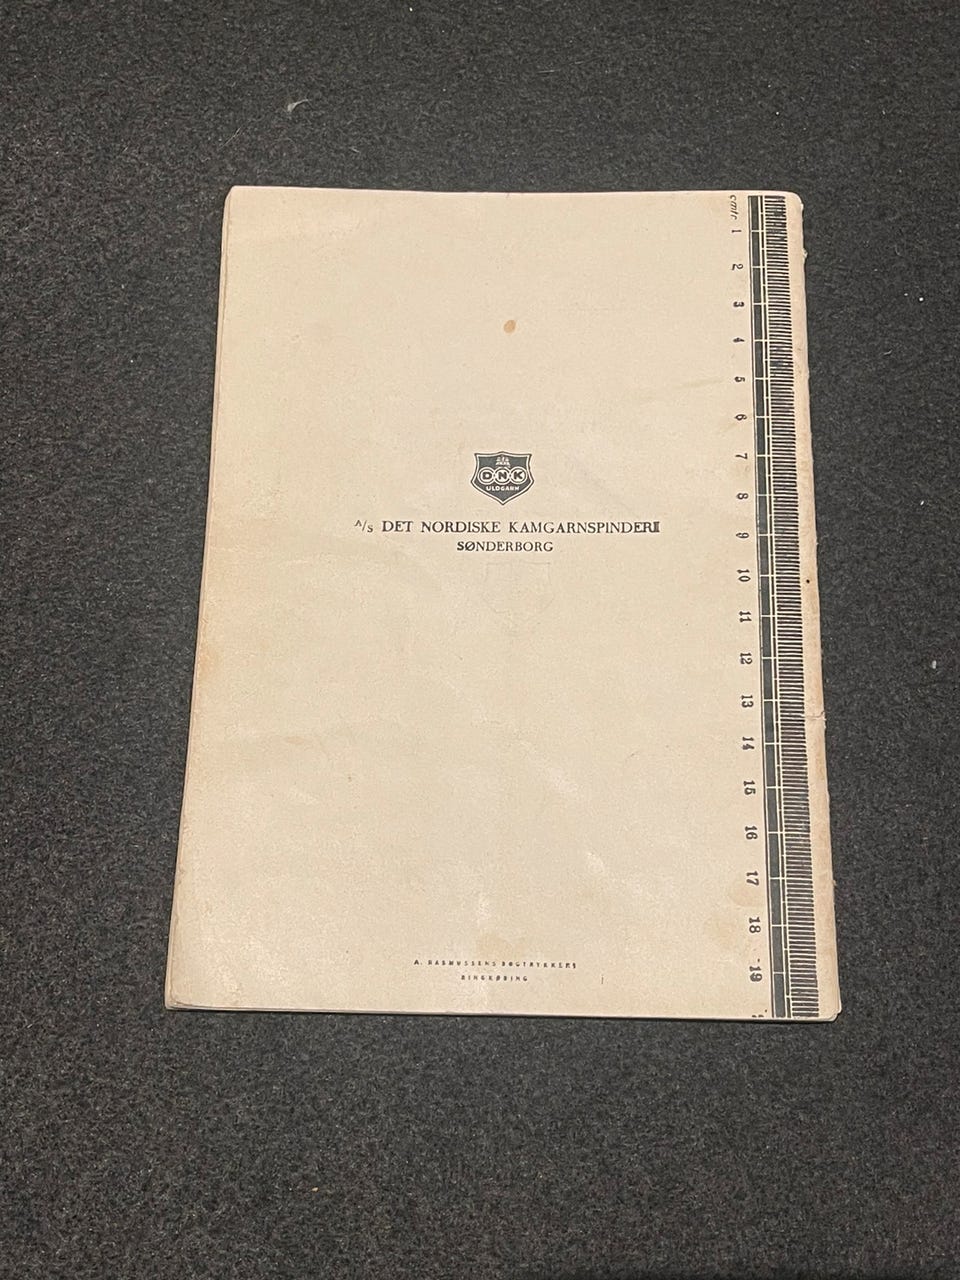 cmtr.
1
2
3
4
5
6
7
8
9
10
11
12
13
14
15
16
17
18
19
DNK
ULDGARN
A/S DET NORDISKE KAMGARNSPINDERI
SØNDERBORG
A. RASMUSSENS BOGTRYKKERI
RINGKØBING